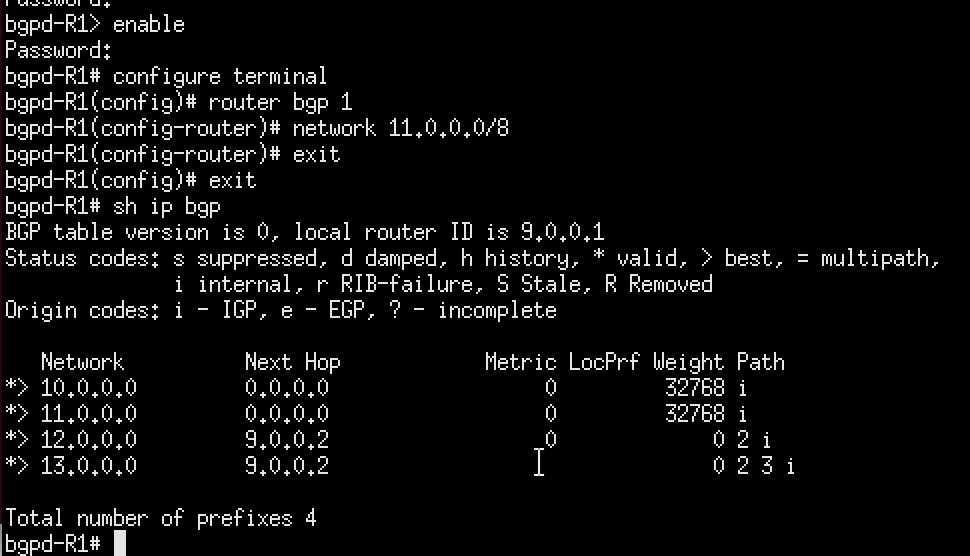 Password:
bgpd-R1> enable
Password:
bgpd-R1# configure terminal
bgpd-R1(config)# router bgp 1
bgpd-R1(config-router)# network 11.0.0.0/8
bgpd-R1(config-router)# exit
bgpd-R1(config)# exit
bgpd-R1# sh ip bgp
BGP table version is 0, local router ID is 9.0.0.1
Status codes: s suppressed, d damped, h history, * valid, > best, = multipath,
              i internal, r RIB-failure, S Stale, R Removed
Origin codes: i - IGP, e - EGP, ? - incomplete
   Network          Next Hop            Metric LocPrf Weight Path
*> 10.0.0.0         0.0.0.0                  0         32768 i
*> 11.0.0.0         0.0.0.0                  0         32768 i
*> 12.0.0.0         9.0.0.2                  0             0 2 i
*> 13.0.0.0         9.0.0.2                                0 2 3 i
Total number of prefixes 4
bgpd-R1#